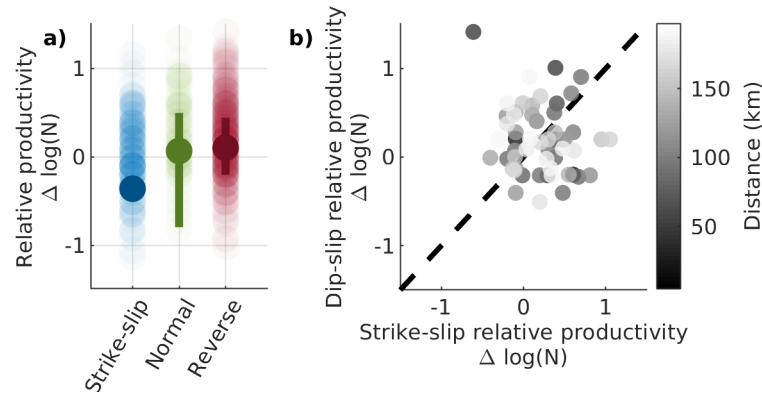 a)
Relative productivity
Δ log(N)
1
0
-1
Strike-slip
Normal
Reverse
b)
Dip-slip relative productivity
Δ log(N)
1
0
-1
-1
0
1
Strike-slip relative productivity
Δ log(N)
150
100
50
Distance (km)